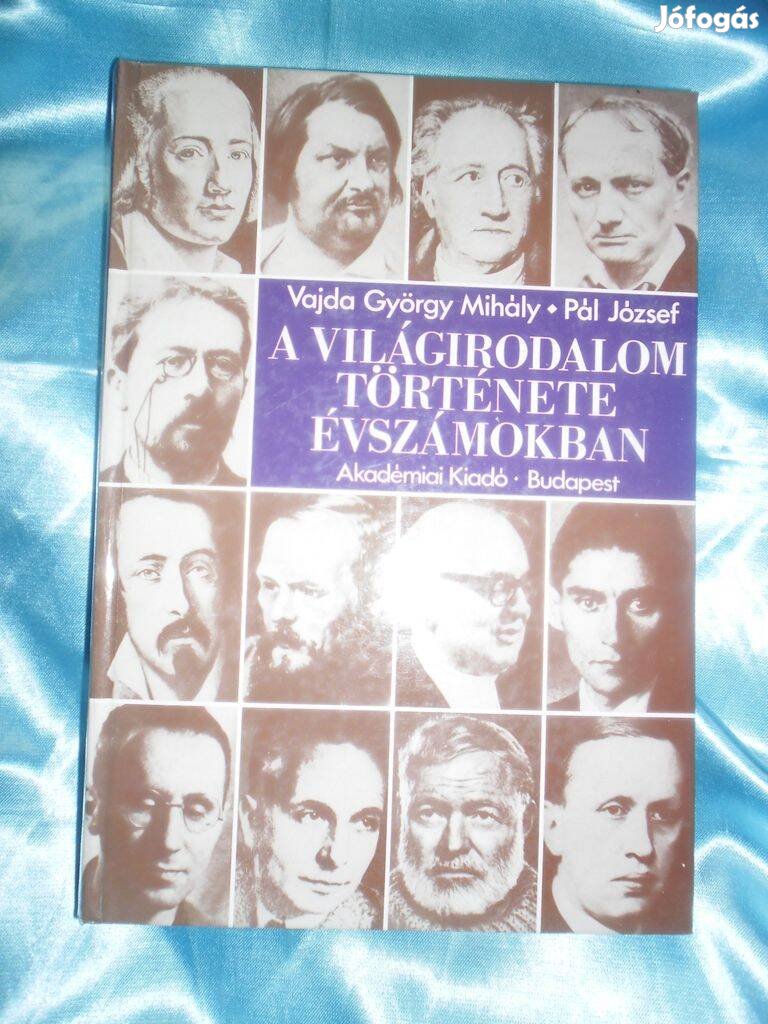 Jófogás
Vajda György Mihály • Pál József
A VILÁGIRODALOM
TÖRTÉNETE
ÉVSZÁMOKBAN
Akadémiai Kiadó · Budapest